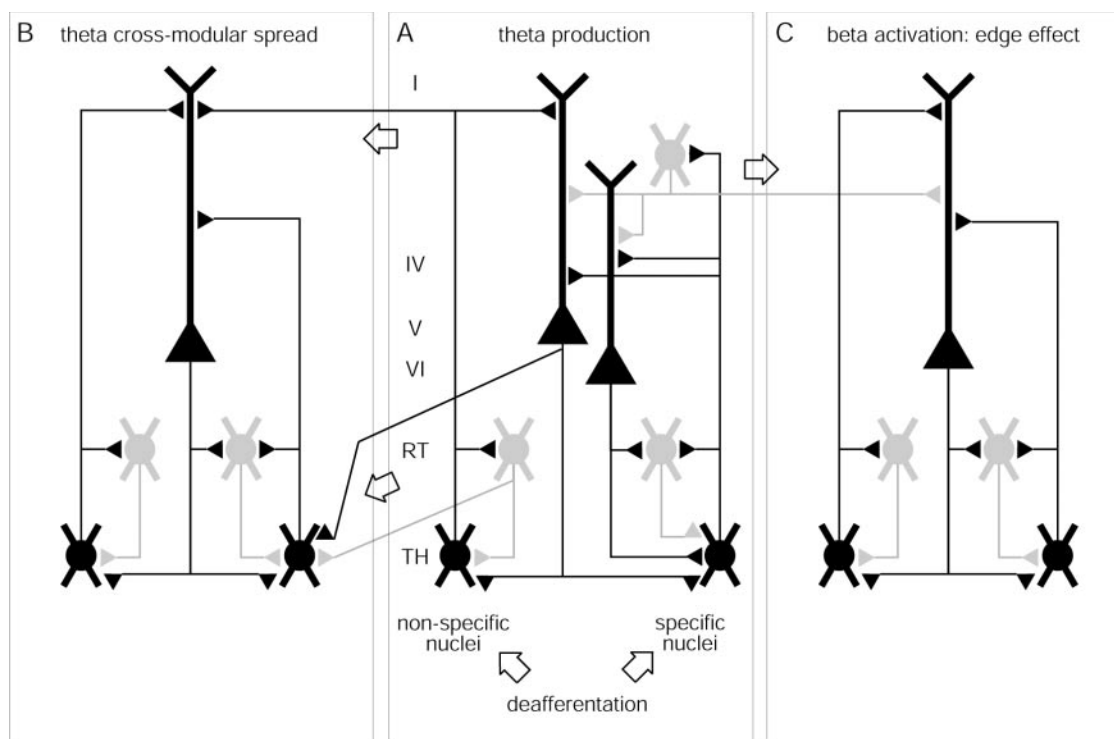 B
theta cross-modular spread
A
theta production
C
beta activation: edge effect
I
IV
V
VI
RT
TH
non-specific
nuclei
specific
nuclei
deafferentation